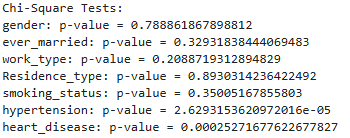 Chi-Square Tests:
gender: p-value = 0.788861867898812
ever_married: p-value = 0.32931838444069483
work_type: p-value = 0.2088719312894829
Residence_type: p-value = 0.8930314236422492
smoking_status: p-value = 0.35005167855803
hypertension: p-value = 2.6293153620972016e-05
heart_disease: p-value = 0.00025271677622677827